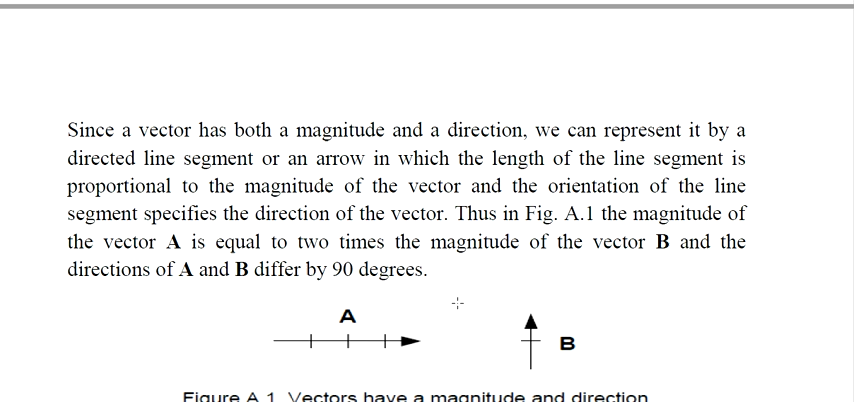 Since a vector has both a magnitude and a direction, we can represent it by a
directed line segment or an arrow in which the length of the line segment is
proportional to the magnitude of the vector and the orientation of the line
segment specifies the direction of the vector. Thus in Fig. A.1 the magnitude of
the vector A is equal to two times the magnitude of the vector B and the
directions of A and B differ by 90 degrees.
A
B
Figure A.1 Vectors have a magnitude and direction